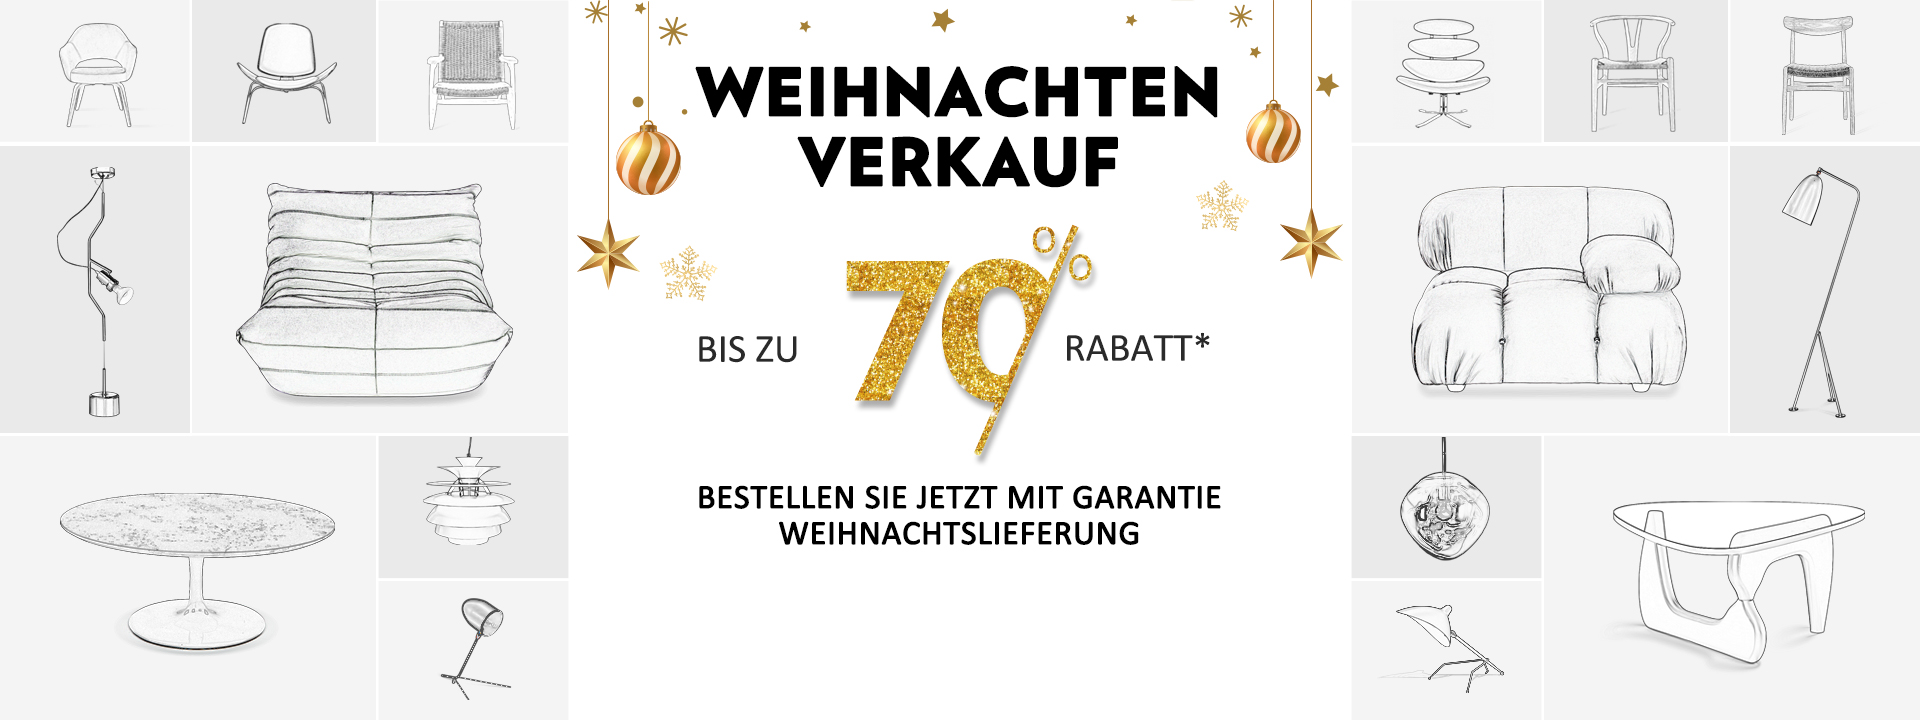 WEIHNACHTEN
VERKAUF
BIS ZU 70% RABATT*
BESTELLEN SIE JETZT MIT GARANTIE
WEIHNACHTSLIEFERUNG